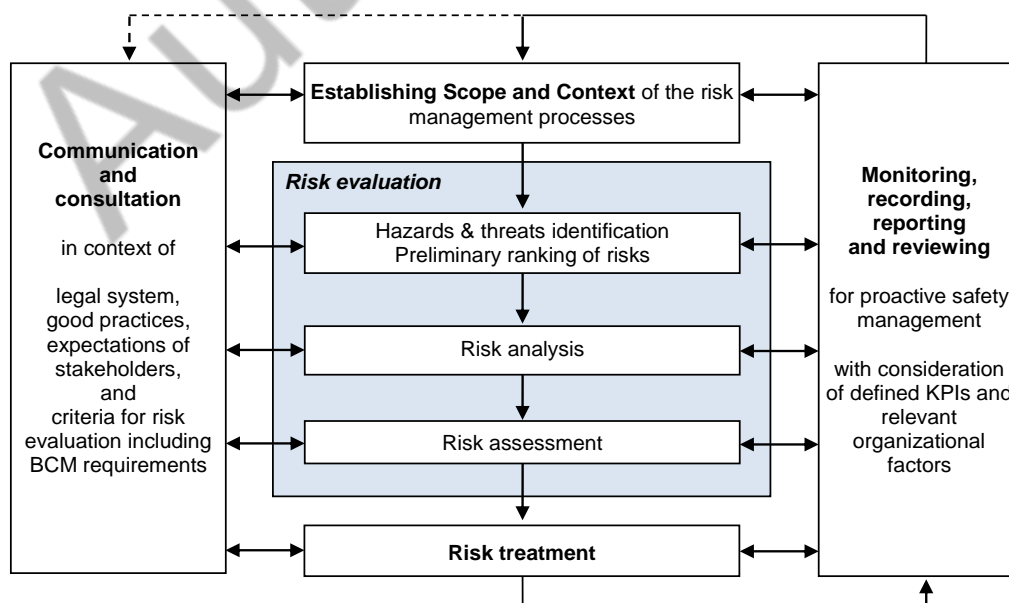 Establishing Scope and Context of the risk
management processes
Communication
and
consultation
in context of
legal system,
good practices,
expectations of
stakeholders,
and
criteria for risk
evaluation including
BCM requirements
Risk evaluation
Hazards & threats identification
Preliminary ranking of risks
Risk analysis
Risk assessment
Risk treatment
Monitoring,
recording,
reporting
and reviewing
for proactive safety
management
with consideration
of defined KPIs and
relevant
organizational
factors